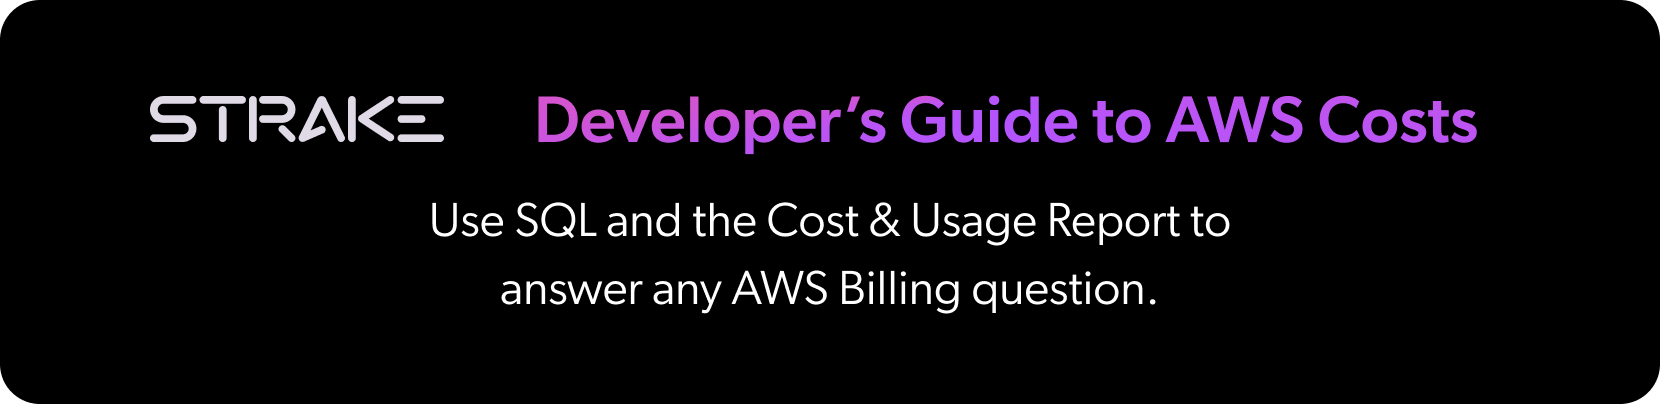 STRAKE Developer’s Guide to AWS Costs
Use SQL and the Cost & Usage Report to
answer any AWS Billing question.